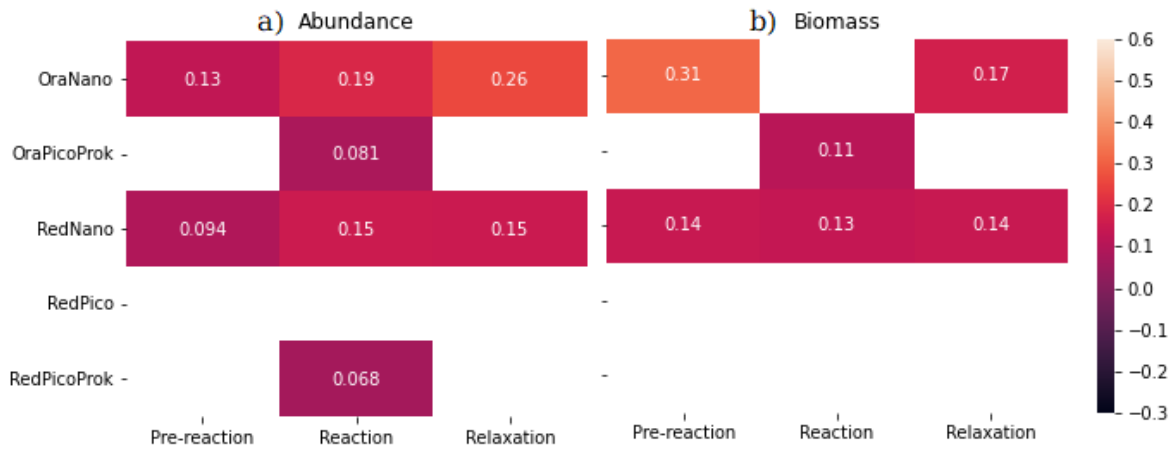 a) Abundance
b) Biomass
OraNano
0.13 0.19 0.26
0.31 0.17
OraPicoProk
0.081
0.11
RedNano
0.094 0.15 0.15
0.14 0.13 0.14
RedPico
RedPicoProk
0.068
Pre-reaction Reaction Relaxation
Pre-reaction Reaction Relaxation
0.6
0.5
0.4
0.3
0.2
0.1
0.0
−0.1
−0.2
−0.3